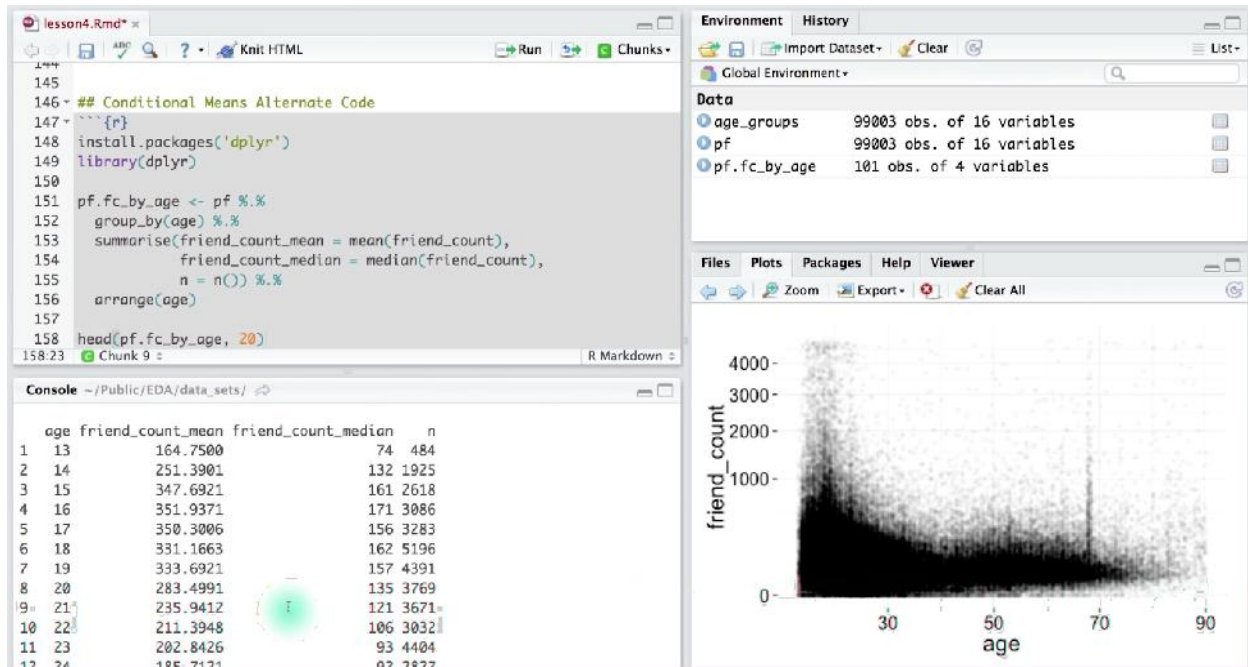 lesson4.Rmd*
ABC
? Knit HTML Run Chunks
144
145
146 ## Conditional Means Alternate Code
147 ```{r}
148 install.packages('dplyr')
149 library(dplyr)
150
151 pf.fc_by_age <- pf %.%
152 group_by(age) %.%
153 summarise(friend_count_mean = mean(friend_count),
154 friend_count_median = median(friend_count),
155 n = n()) %.%
156 arrange(age)
157
158 head(pf.fc_by_age, 20)
158:23 C Chunk 9 R Markdown
Console ~/Public/EDA/data_sets/
age friend_count_mean friend_count_median n
1 13 164.7500 74 484
2 14 251.3901 132 1925
3 15 347.6921 161 2618
4 16 351.9371 171 3086
5 17 350.3006 156 3283
6 18 331.1663 162 5196
7 19 333.6921 157 4391
8 20 283.4991 135 3769
9 21 235.9412 121 3671
10 22 211.3948 106 3032
11 23 202.8426 93 4404
12 24 185.7121 92
Environment History
Import Dataset Clear List
Global Environment
Data
age_groups 99003 obs. of 16 variables
pf 99003 obs. of 16 variables
pf.fc_by_age 101 obs. of 4 variables
Files Plots Packages Help Viewer
Zoom Export Clear All
4000
3000
2000
1000
0
friend_count
30 50 70 90
age